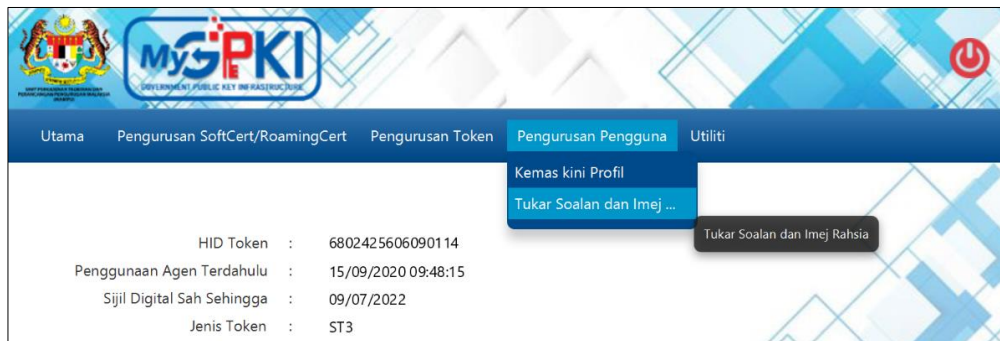 MyGPKI
GOVERNMENT PUBLIC KEY INFRASTRUCTURE
Utama Pengurusan SoftCert/RoamingCert Pengurusan Token Pengurusan Pengguna Utiliti
Kemas kini Profil
Tukar Soalan dan Imej ...
Tukar Soalan dan Imej Rahsia
HID Token : 6802425606090114
Penggunaan Agen Terdahulu : 15/09/2020 09:48:15
Sijil Digital Sah Sehingga : 09/07/2022
Jenis Token : ST3